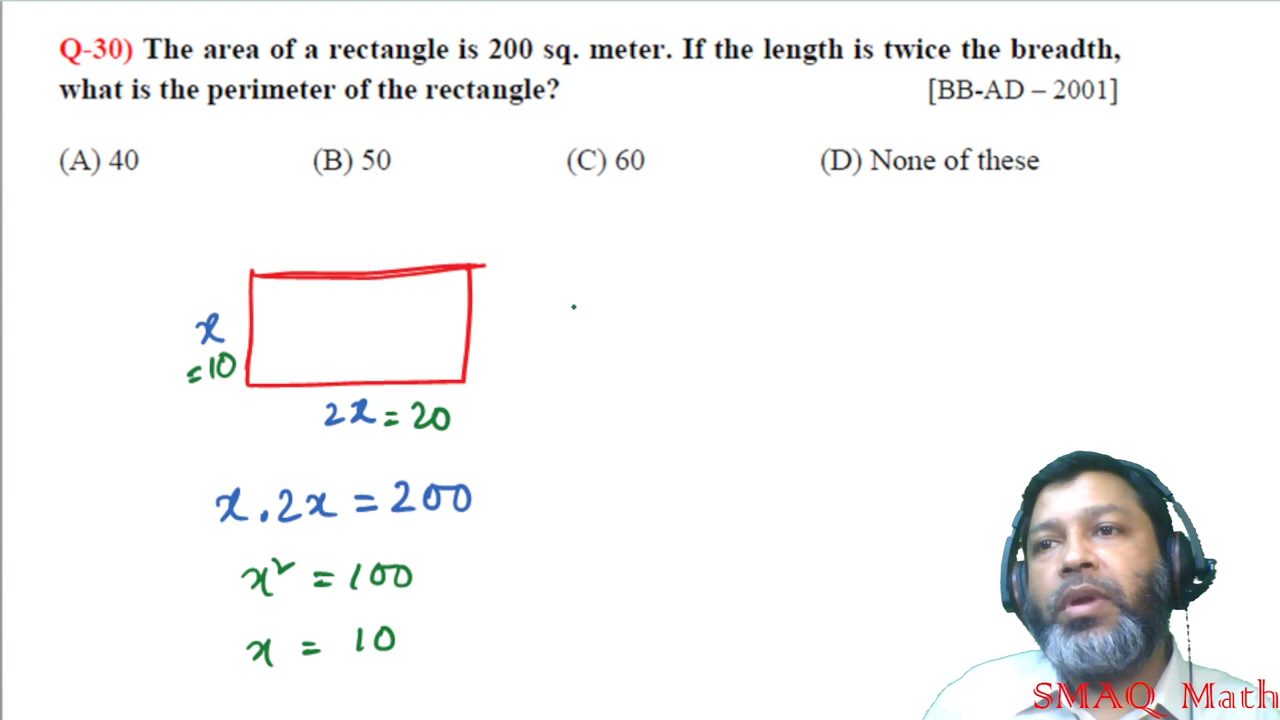 Q-30) The area of a rectangle is 200 sq. meter. If the length is twice the breadth,
what is the perimeter of the rectangle? [BB-AD – 2001]
(A) 40 (B) 50 (C) 60 (D) None of these
x
=10
2x = 20
x . 2x = 200
x² = 100
x = 10
SMAQ Math